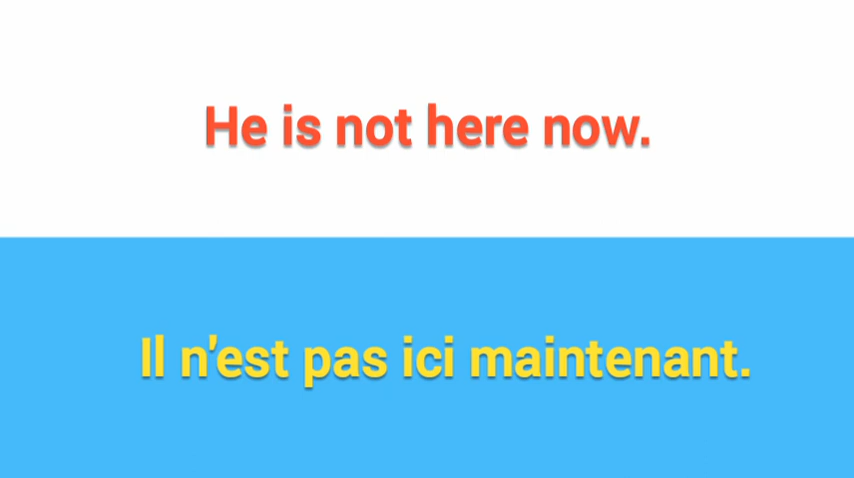 He is not here now.
Il n'est pas ici maintenant.